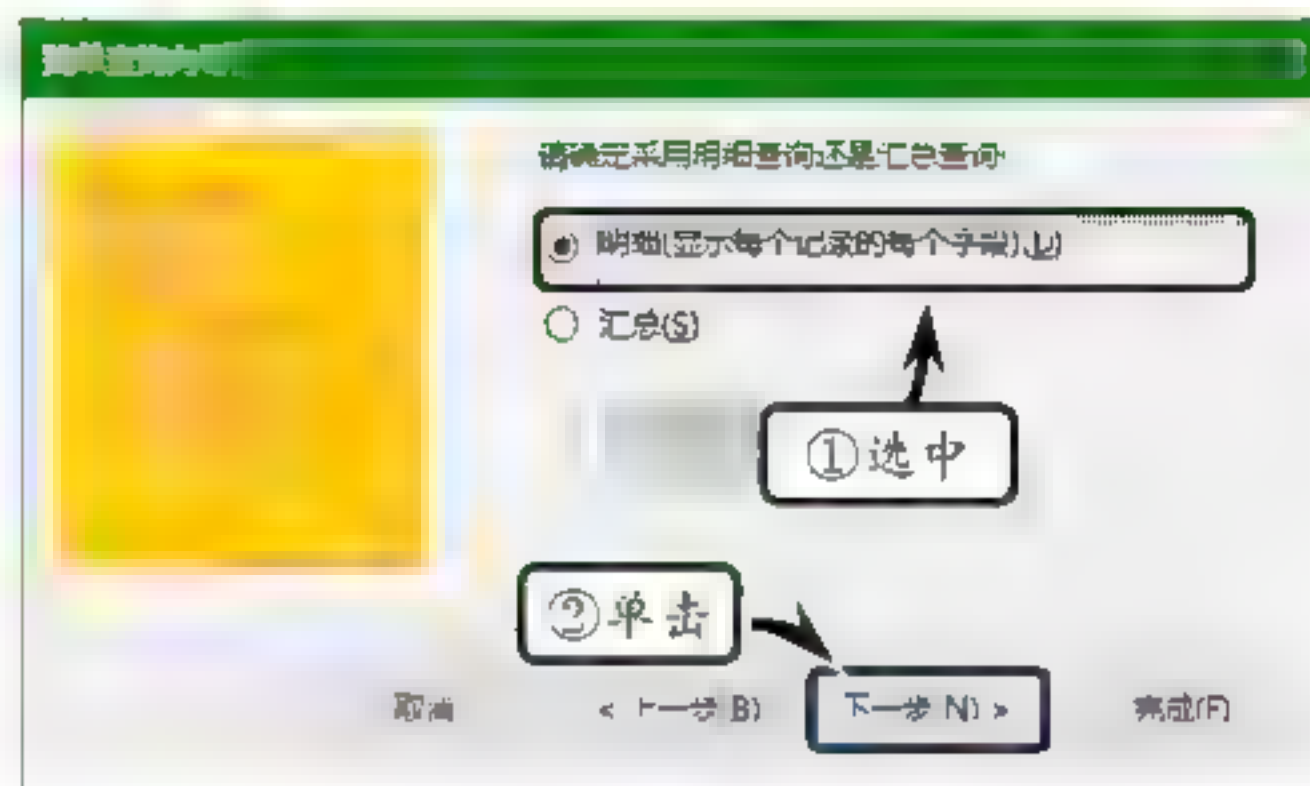 请确定采用明细查询还是汇总查询:
明细(显示每个记录的每个字段)(D)
汇总(S)
①选中
②单击
取消
< 上一步(B)
下一步(N) >
完成(F)